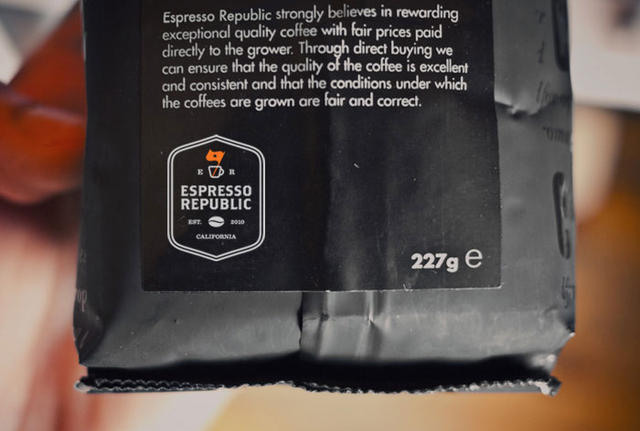 Espresso Republic strongly believes in rewarding
exceptional quality coffee with fair prices paid
directly to the grower. Through direct buying we
can ensure that the quality of the coffee is excellent
and consistent and that the conditions under which
the coffees are grown are fair and correct.
E R
ESPRESSO
REPUBLIC
EST. 2010
CALIFORNIA
227g e